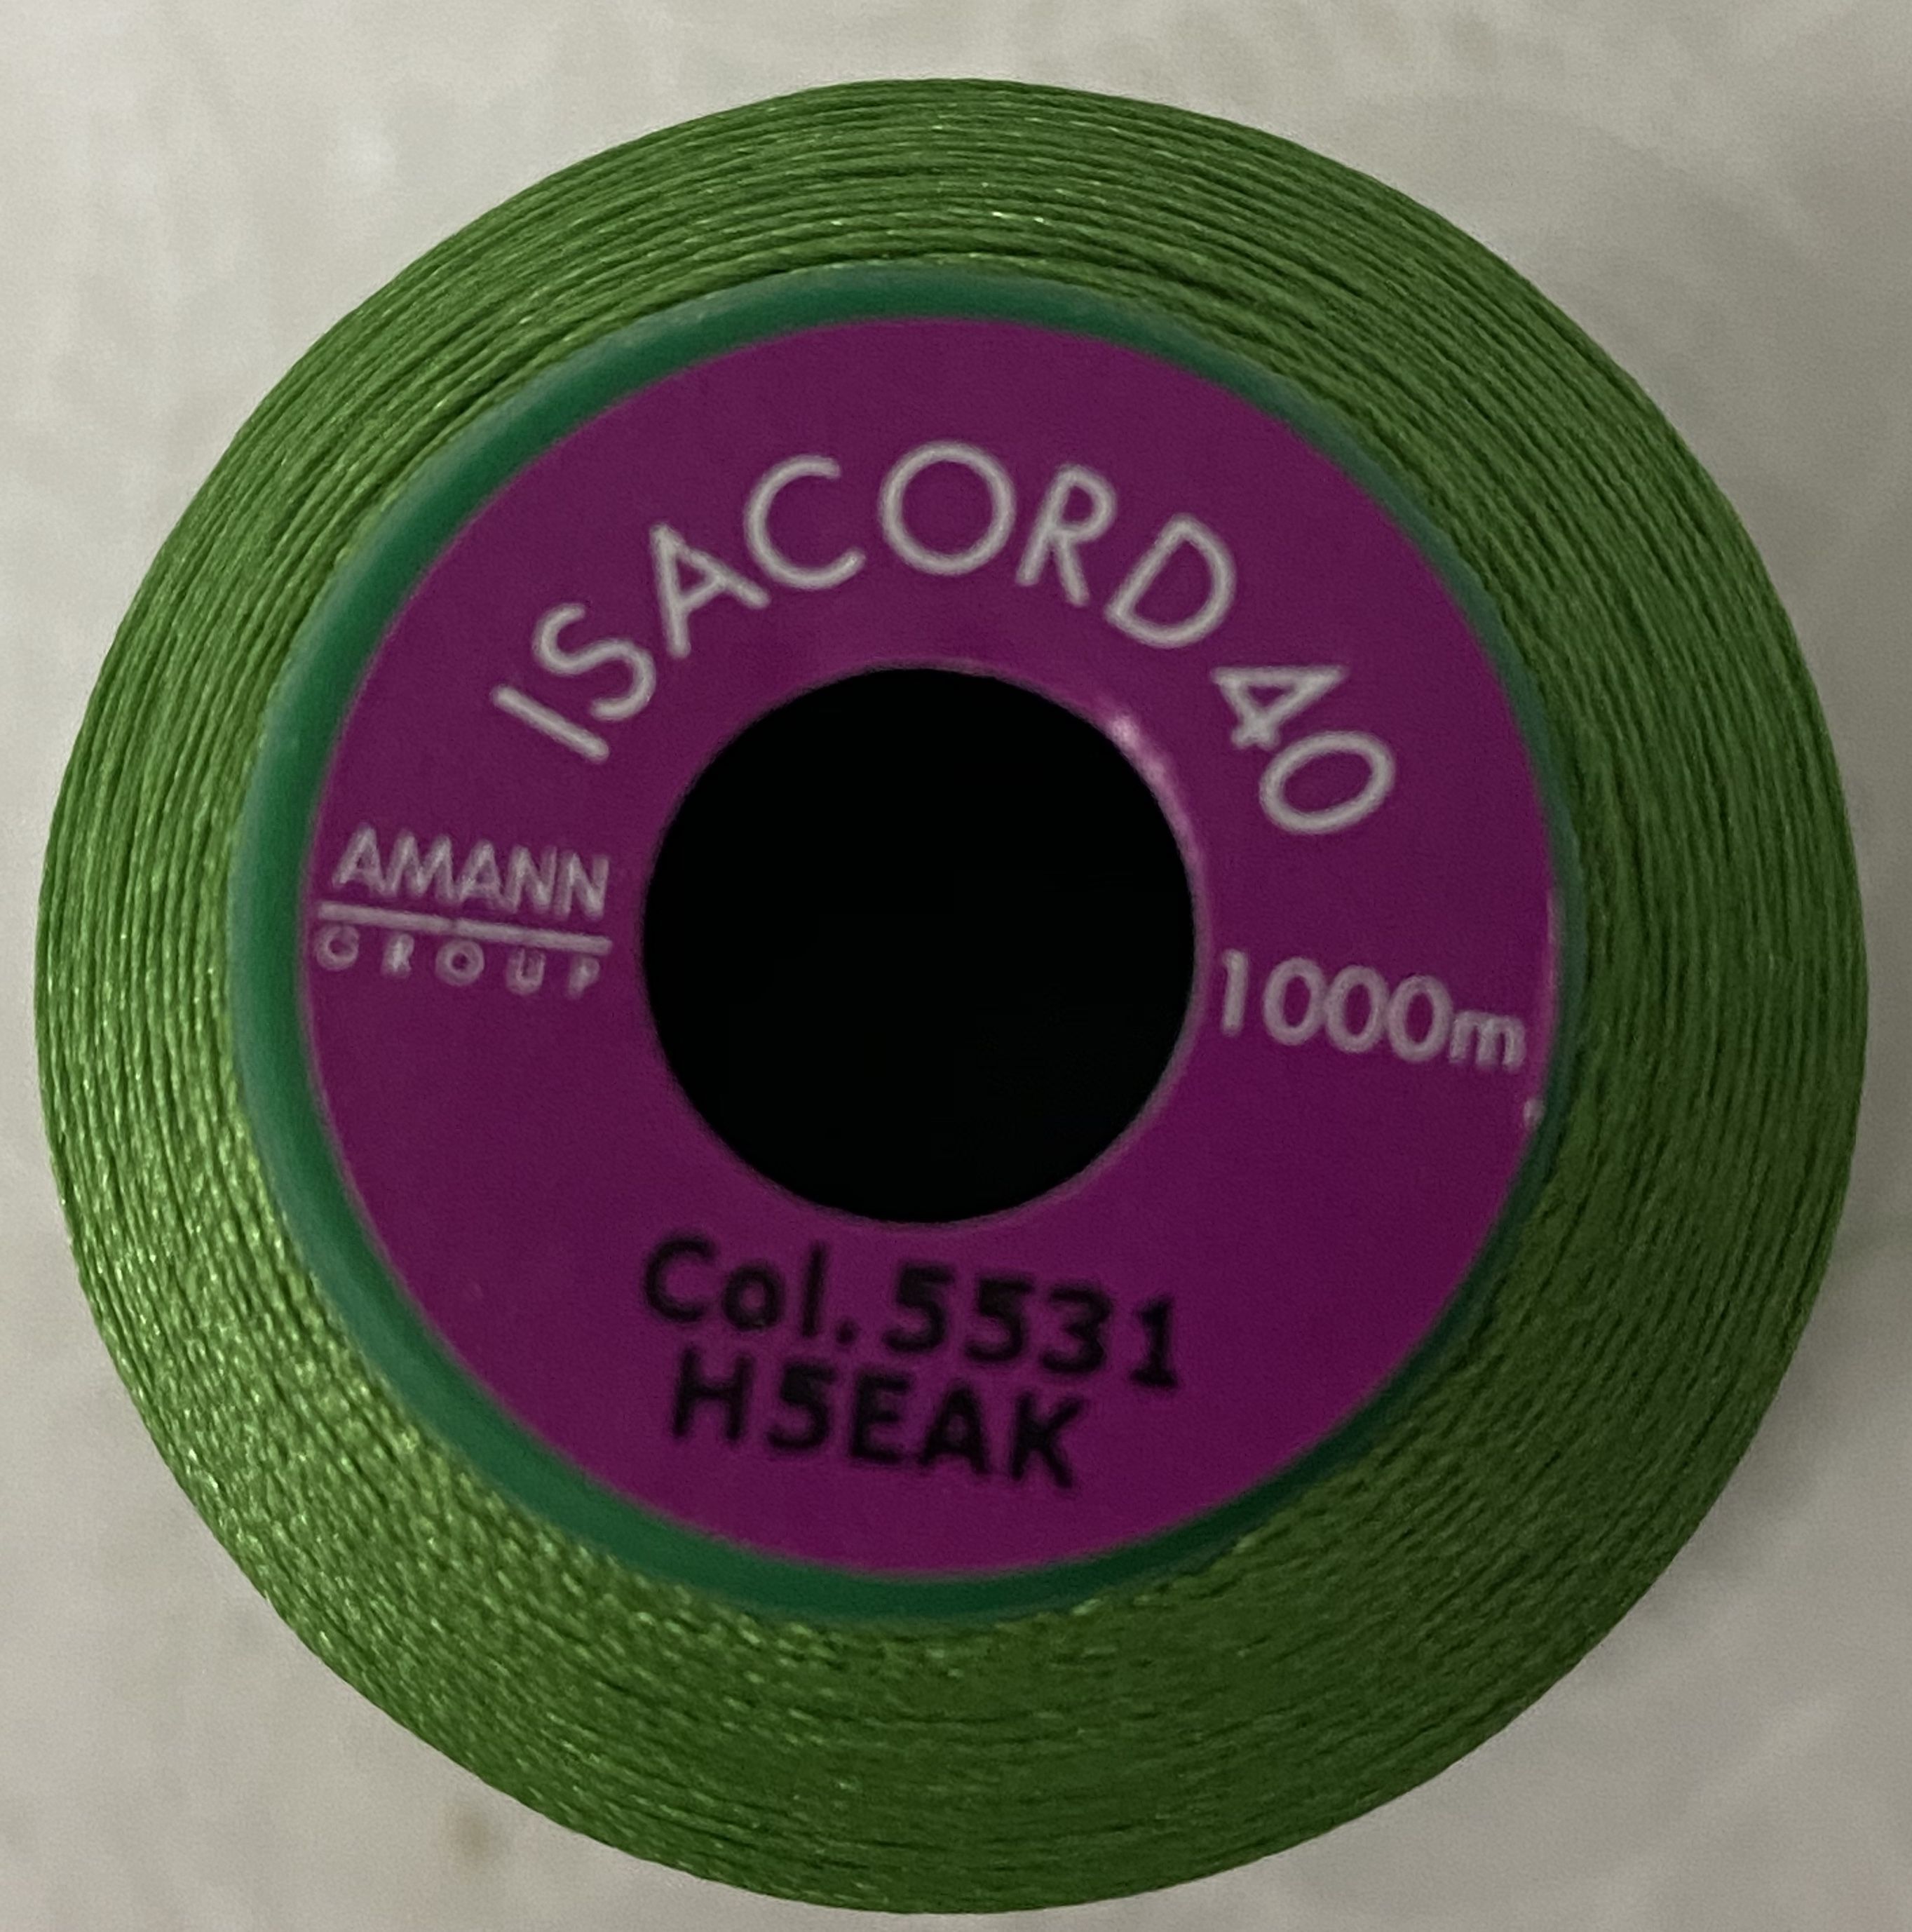 ISACORD 40
AMANN
GROUP
1000m
Col.5531
H5EAK